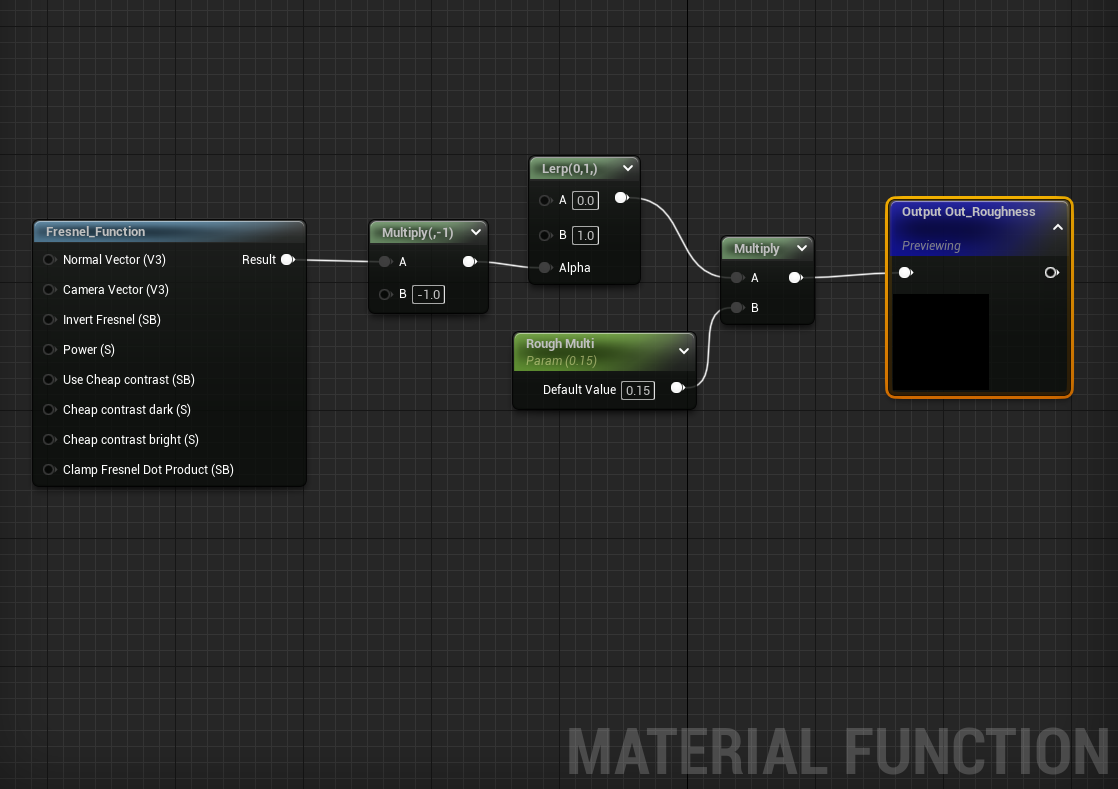 Fresnel_Function
Normal Vector (V3)
Result
Camera Vector (V3)
Invert Fresnel (SB)
Power (S)
Use Cheap contrast (SB)
Cheap contrast dark (S)
Cheap contrast bright (S)
Clamp Fresnel Dot Product (SB)
Multiply(,-1)
A
B -1.0
Lerp(0,1,)
A 0.0
B 1.0
Alpha
Rough Multi
Param (0.15)
Default Value 0.15
Multiply
A
B
Output Out_Roughness
Previewing
MATERIAL FUNCTION